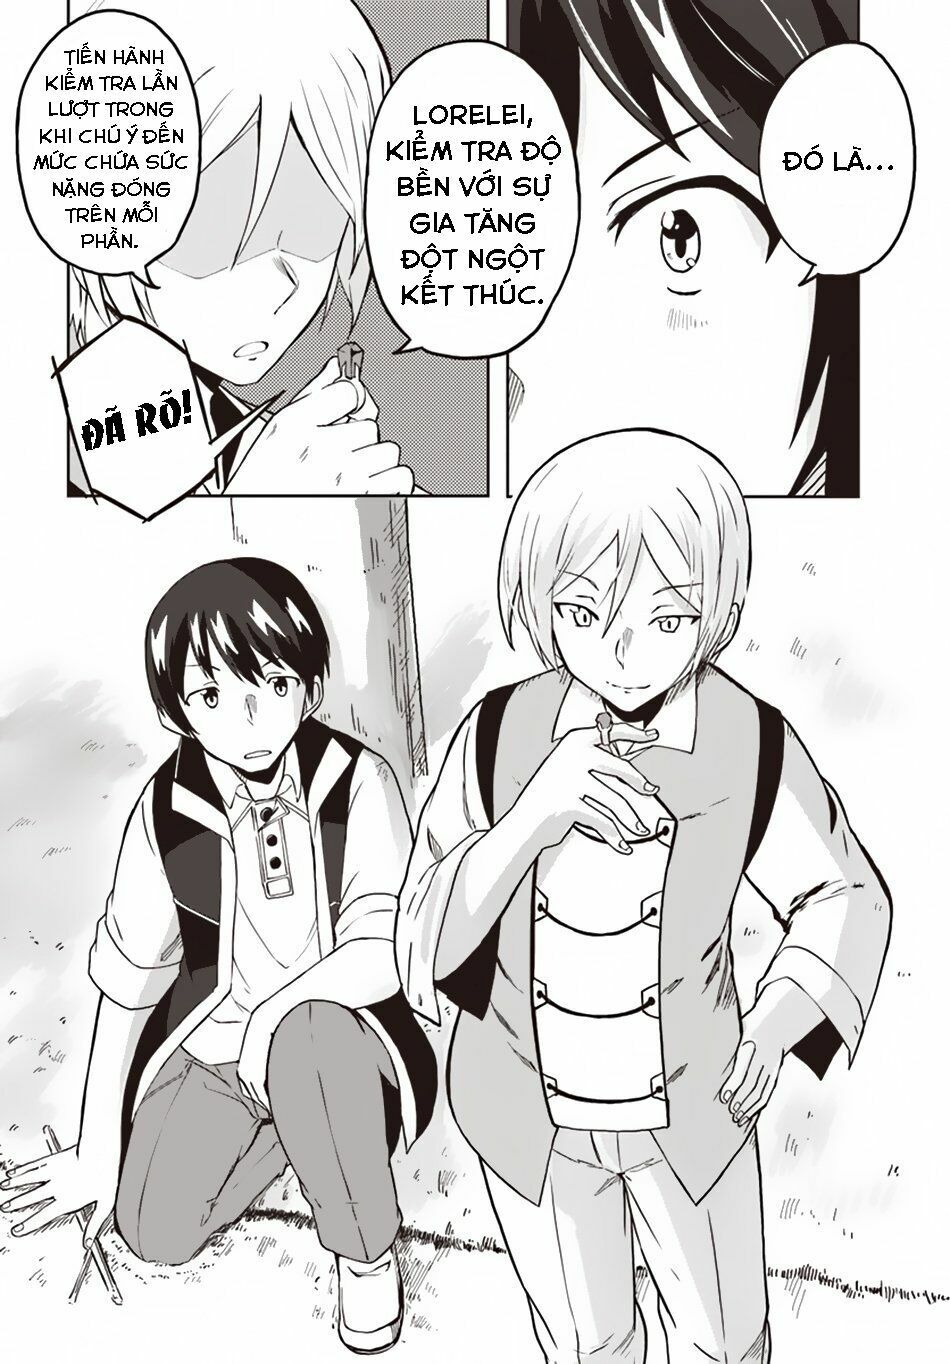 ĐÓ LÀ...
LORELEI,
KIỂM TRA ĐỘ
BỀN VỚI SỰ
GIA TĂNG
ĐỘT NGỘT
KẾT THÚC.
TIẾN HÀNH
KIỂM TRA LẦN
LƯỢT TRONG
KHI CHÚ Ý ĐẾN
MỨC CHỨA SỨC
NẶNG ĐÓNG
TRÊN MỖI
PHẦN.
ĐÃ RÕ!